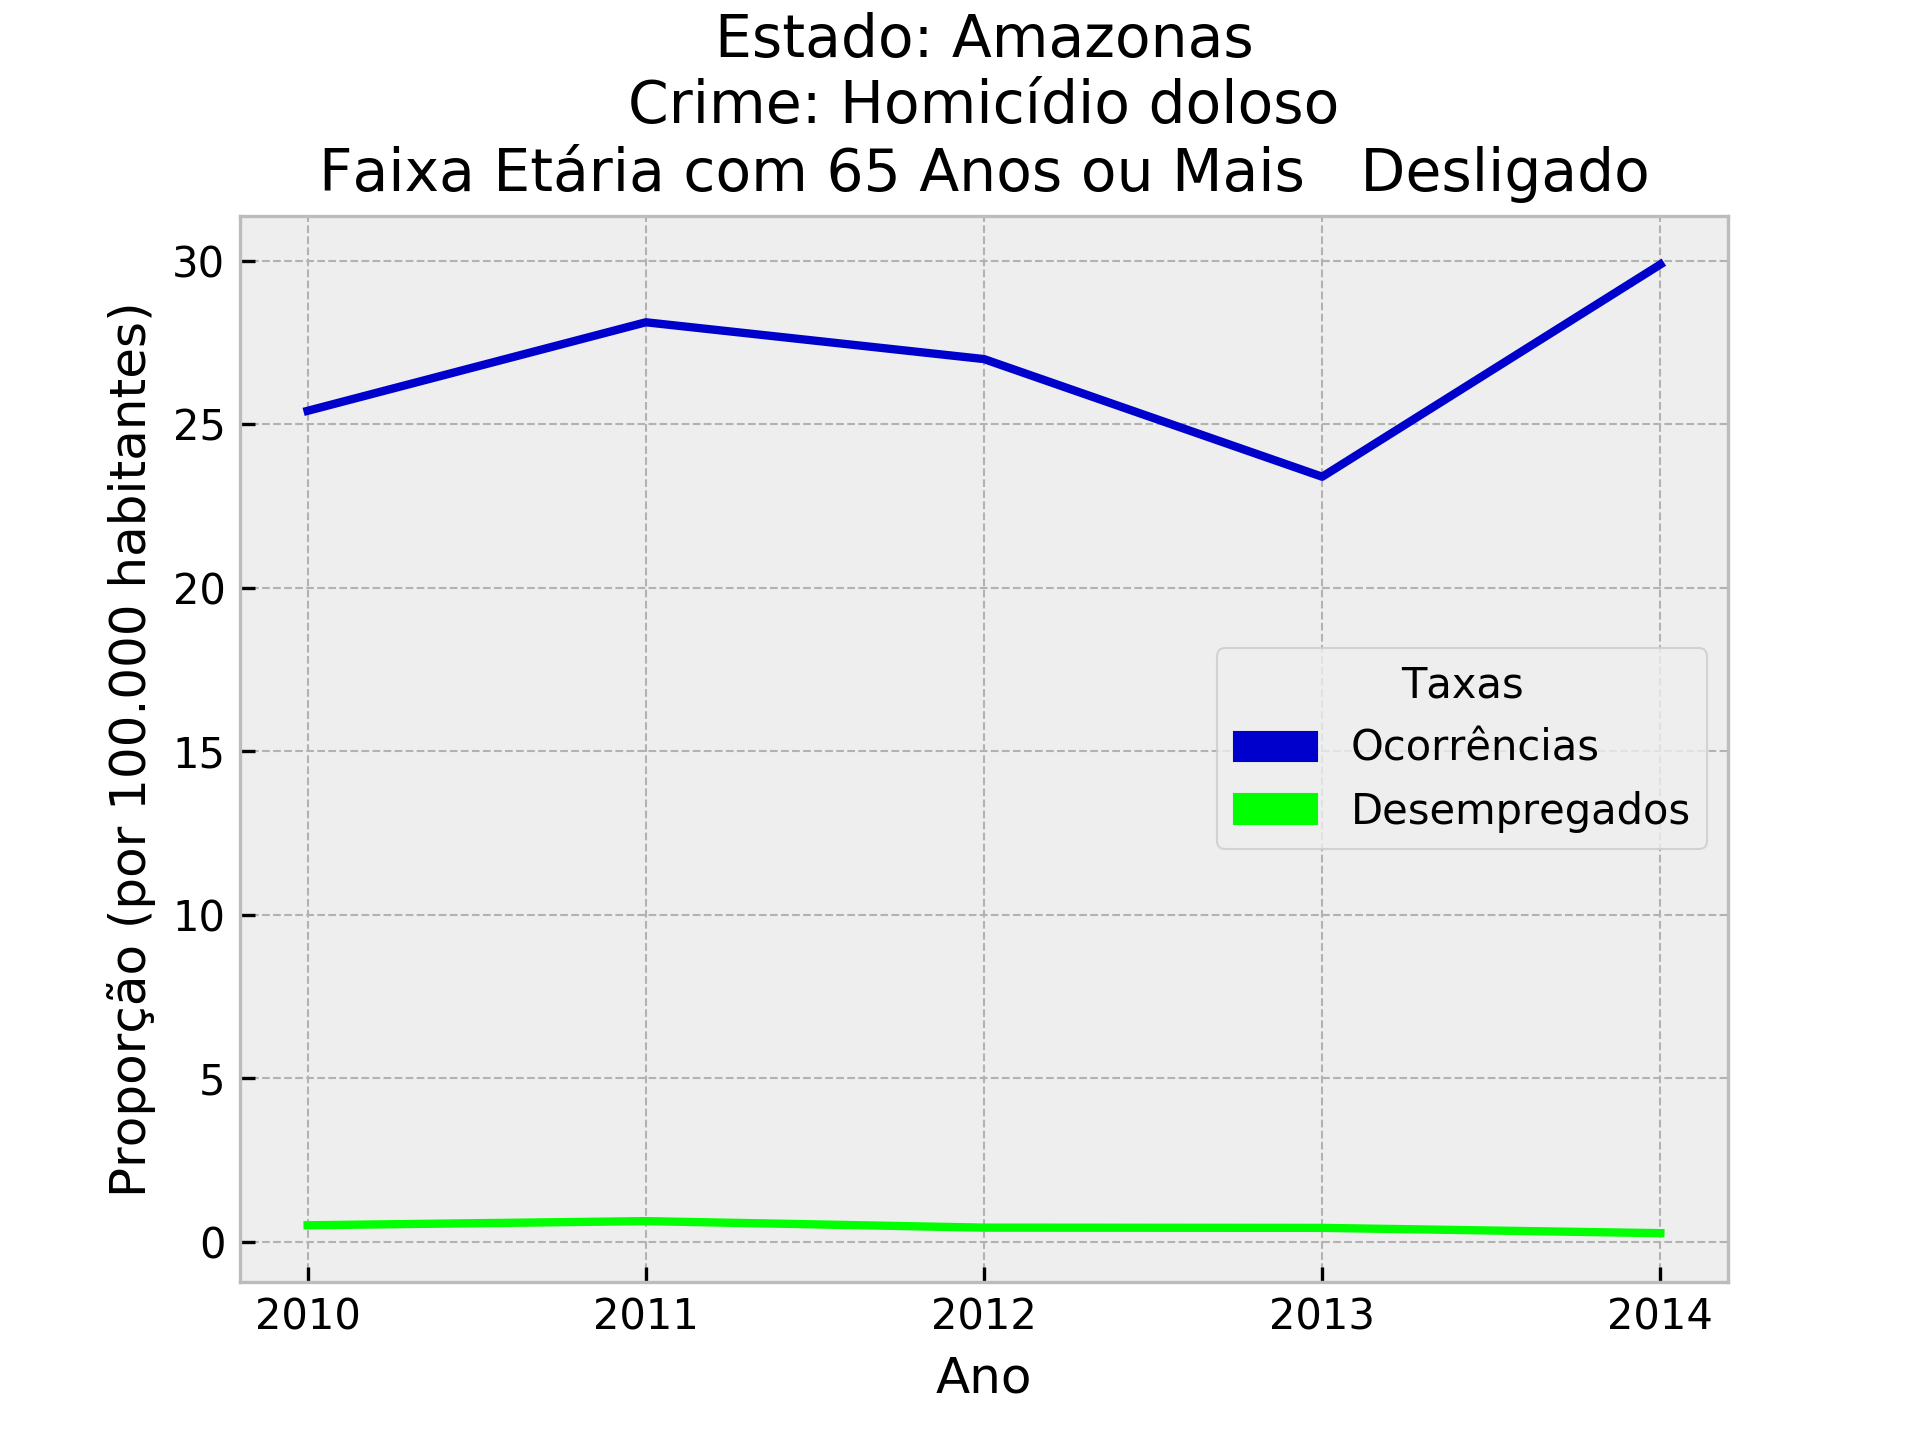 Estado: Amazonas
Crime: Homicídio doloso
Faixa Etária com 65 Anos ou Mais   Desligado
Proporção (por 100.000 habitantes)
30
25
20
15
10
5
0
Taxas
Ocorrências
Desempregados
2010 2011 2012 2013 2014
Ano